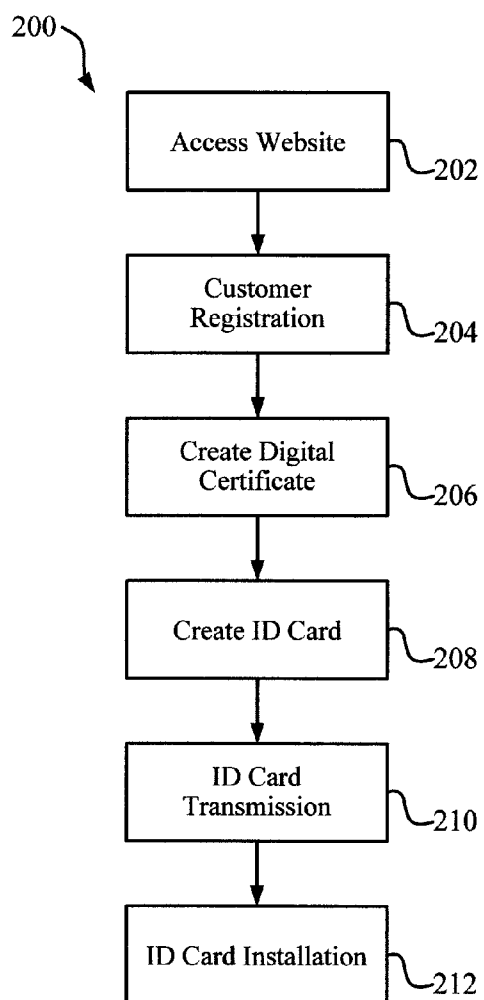 200
Access Website
202
Customer
Registration
204
Create Digital
Certificate
206
Create ID Card
208
ID Card
Transmission
210
ID Card Installation
212